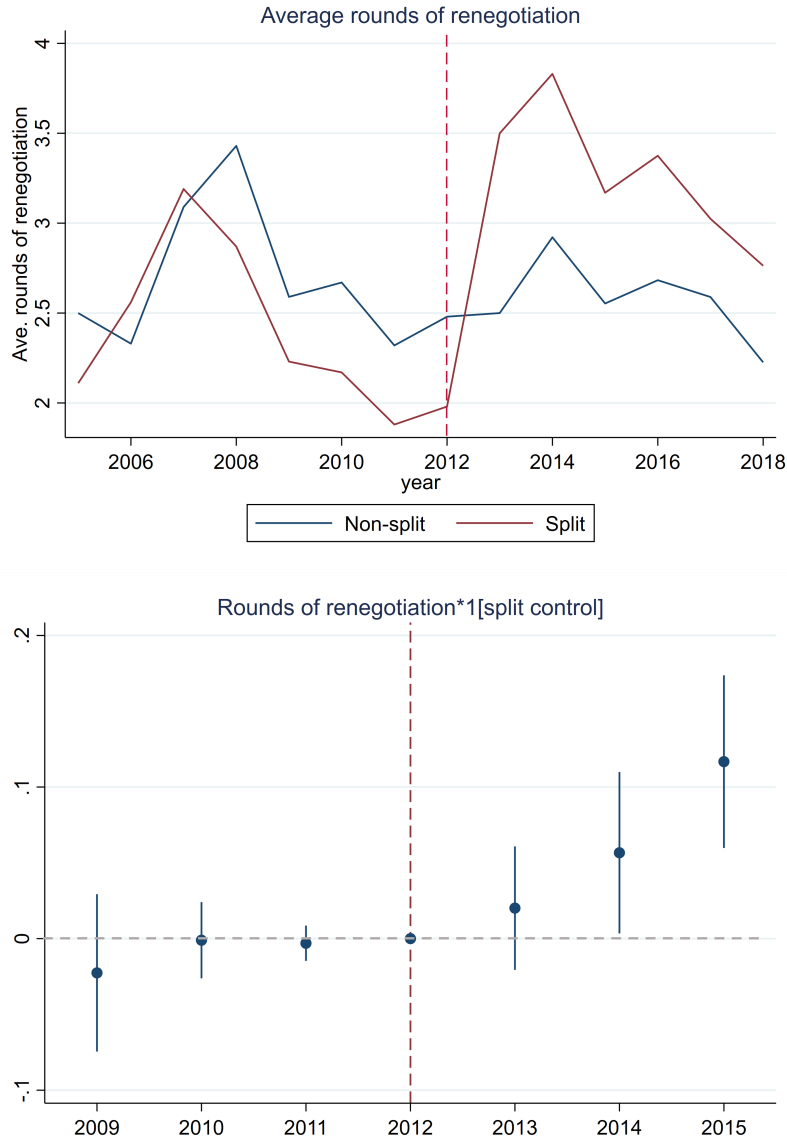 Average rounds of renegotiation
Ave. rounds of renegotiation
4
3.5
3
2.5
2
2006 2008 2010 2012 2014 2016 2018
year
Non-split Split
Rounds of renegotiation*1[split control]
.2
.1
0
-.1
2009 2010 2011 2012 2013 2014 2015